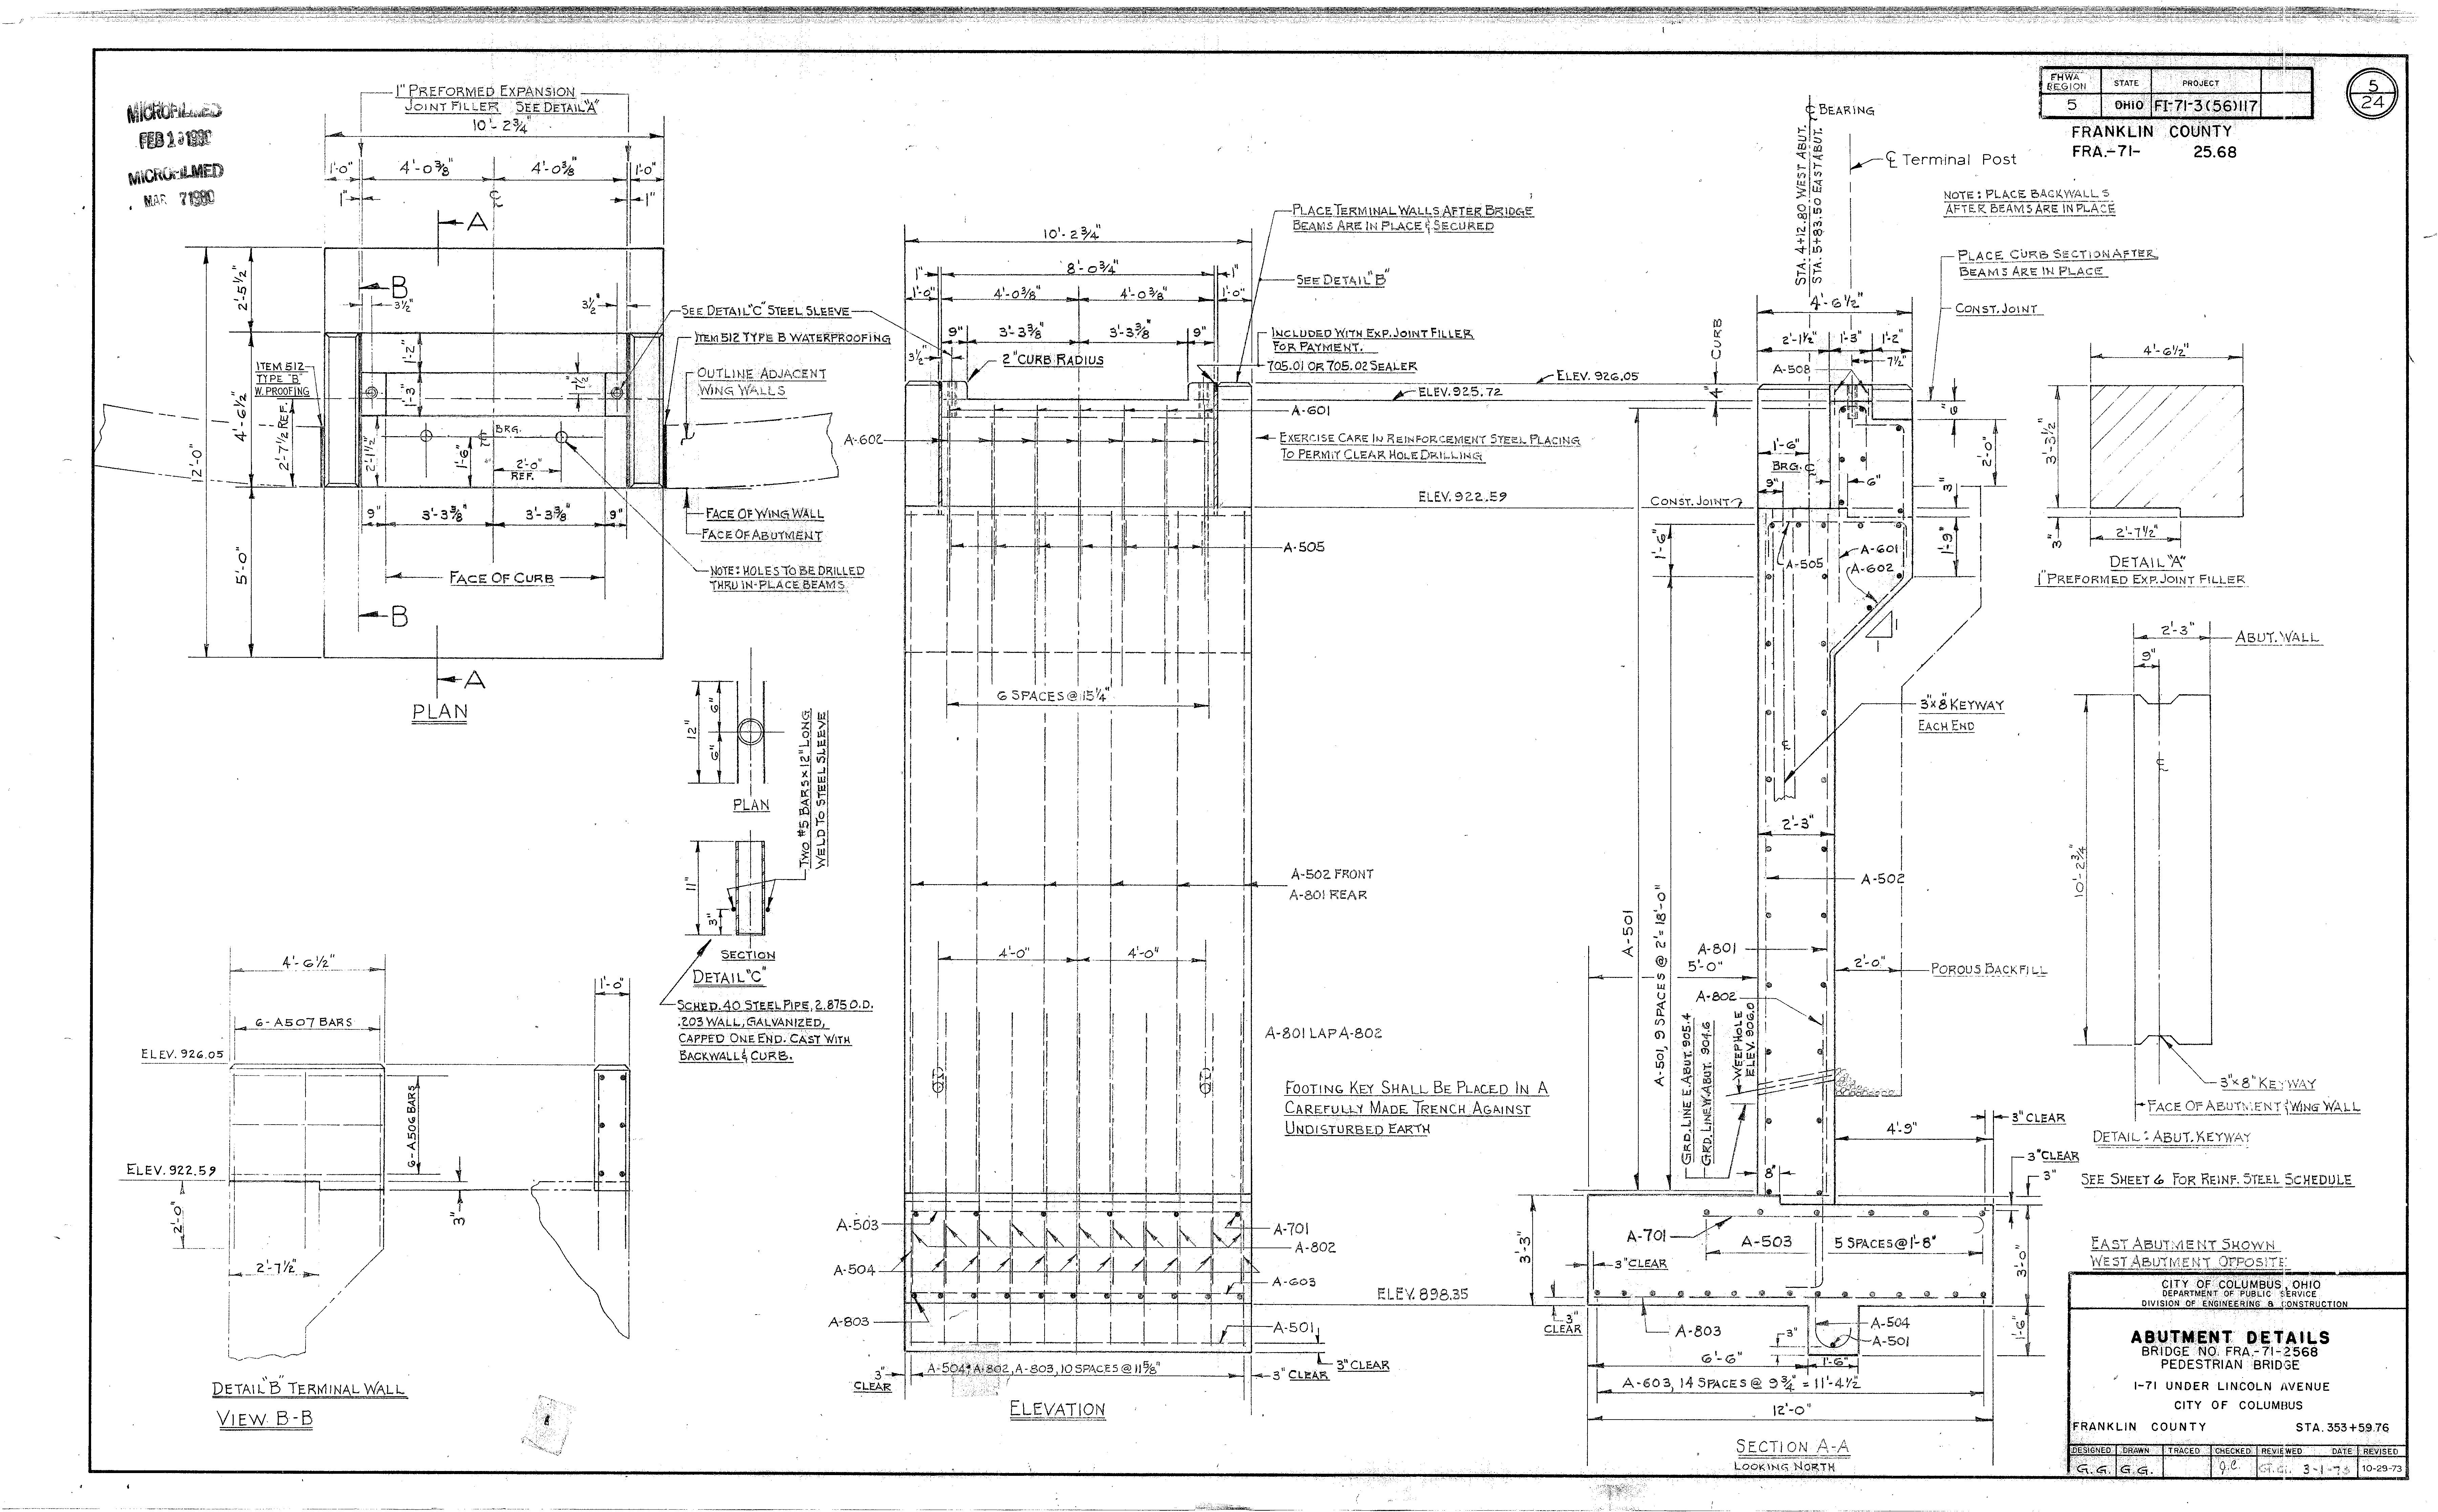 MICROFILMED
FEB 1 1980
MICROFILMED
MAR 7 1980
1" PREFORMED EXPANSION
JOINT FILLER SEE DETAIL "A"
10'-2¾"
1'-0"
4'-0⅜"
4'-0⅜"
1'-0"
1"
℄
1"
A
2'-5½"
B
3½"
3½"
SEE DETAIL "C" STEEL SLEEVE
ITEM 512 TYPE B WATERPROOFING
ITEM 512
TYPE "B"
W. PROOFING
OUTLINE ADJACENT
WING WALLS
1'-2"
1'-3"
7½"
12'-0"
4'-6½"
2'-7½" REF.
2'-1½"
BRG.
1'-6"
2'-0"
REF.
9"
3'-3⅜"
3'-3⅜"
9"
FACE OF WING WALL
FACE OF ABUTMENT
5'-0"
FACE OF CURB
NOTE: HOLES TO BE DRILLED
THRU IN-PLACE BEAMS
B
A
PLAN
12"
6"
6"
PLAN
TWO #5 BARS x 12" LONG
WELD TO STEEL SLEEVE
11"
3"
SECTION
DETAIL "C"
SCHED. 40 STEEL PIPE, 2.875 O.D.
.203 WALL, GALVANIZED,
CAPPED ONE END. CAST WITH
BACKWALL & CURB.
4'-6½"
1'-0"
6-A507 BARS
ELEV. 926.05
6-A506 BARS
ELEV. 922.59
2'-0"
3"
2'-7½"
DETAIL "B" TERMINAL WALL
VIEW B-B
10'-2¾"
8'-0¾"
1"
1"
1'-0"
4'-0⅜"
4'-0⅜"
1'-0"
9"
3'-3⅜"
3'-3⅜"
9"
3½"
2" CURB RADIUS
PLACE TERMINAL WALLS AFTER BRIDGE
BEAMS ARE IN PLACE & SECURED
SEE DETAIL "B"
INCLUDED WITH EXP. JOINT FILLER
FOR PAYMENT.
705.01 OR 705.02 SEALER
ELEV. 926.05
ELEV. 925.72
A-601
A-602
EXERCISE CARE IN REINFORCEMENT STEEL PLACING
TO PERMIT CLEAR HOLE DRILLING
ELEV. 922.59
A-505
6 SPACES @ 15¼"
A-502 FRONT
A-801 REAR
4'-0"
4'-0"
A-801 LAP A-802
FOOTING KEY SHALL BE PLACED IN A
CAREFULLY MADE TRENCH AGAINST
UNDISTURBED EARTH
A-503
A-701
A-802
A-504
A-603
ELEV. 898.35
A-803
A-501
3" CLEAR
A-504, A-802, A-803, 10 SPACES @ 11⅝"
3"
CLEAR
3" CLEAR
ELEVATION
℄ BEARING
STA. 4+12.80 WEST ABUT.
STA. 5+83.50 EAST ABUT.
℄ Terminal Post
NOTE: PLACE BACKWALLS
AFTER BEAMS ARE IN PLACE
PLACE CURB SECTION AFTER
BEAMS ARE IN PLACE
CONST. JOINT
4'-6½"
2'-1½"
1'-3"
1'-2"
7½"
A-508
4" CURB
6"
1'-6"
BRG. ℄
2'-0"
9"
6"
3"
CONST. JOINT
1'-6"
1'-9"
A-601
A-505
A-602
1
1
3"x8" KEYWAY
EACH END
℄
2'-3"
A-502
A-501
A-501, 9 SPACES @ 2' = 18'-0"
A-801
5'-0"
2'-0"
POROUS BACKFILL
A-802
GRD. LINE E. ABUT. 905.4
GRD. LINE W. ABUT. 904.6
WEEP HOLE
ELEV. 906.0
3" CLEAR
4'-9"
3" CLEAR
8"
3"
3'-3"
A-701
A-503
5 SPACES @ 1'-8"
3" CLEAR
3'-0"
3"
CLEAR
A-803
3"
A-504
A-501
1'-6"
6'-6"
1'-6"
A-603, 14 SPACES @ 9¾" = 11'-4½"
12'-0"
SECTION A-A
LOOKING NORTH
4'-6½"
3'-3½"
3"
2'-7½"
DETAIL "A"
1" PREFORMED EXP. JOINT FILLER
2'-3"
ABUT. WALL
9"
10'-2¾"
℄
3"x8" KEYWAY
FACE OF ABUTMENT & WING WALL
DETAIL: ABUT. KEYWAY
SEE SHEET 6 FOR REINF. STEEL SCHEDULE
EAST ABUTMENT SHOWN
WEST ABUTMENT OPPOSITE
FHWA REGION STATE PROJECT
5 OHIO FI-71-3(56)117
5
24
FRANKLIN COUNTY
FRA.-71- 25.68
CITY OF COLUMBUS, OHIO
DEPARTMENT OF PUBLIC SERVICE
DIVISION OF ENGINEERING & CONSTRUCTION
ABUTMENT DETAILS
BRIDGE NO. FRA.-71-2568
PEDESTRIAN BRIDGE
I-71 UNDER LINCOLN AVENUE
CITY OF COLUMBUS
FRANKLIN COUNTY STA. 353+59.76
DESIGNED DRAWN TRACED CHECKED REVIEWED DATE REVISED
G.G. G.G. J.C. G.G. 3-1-73 10-29-73